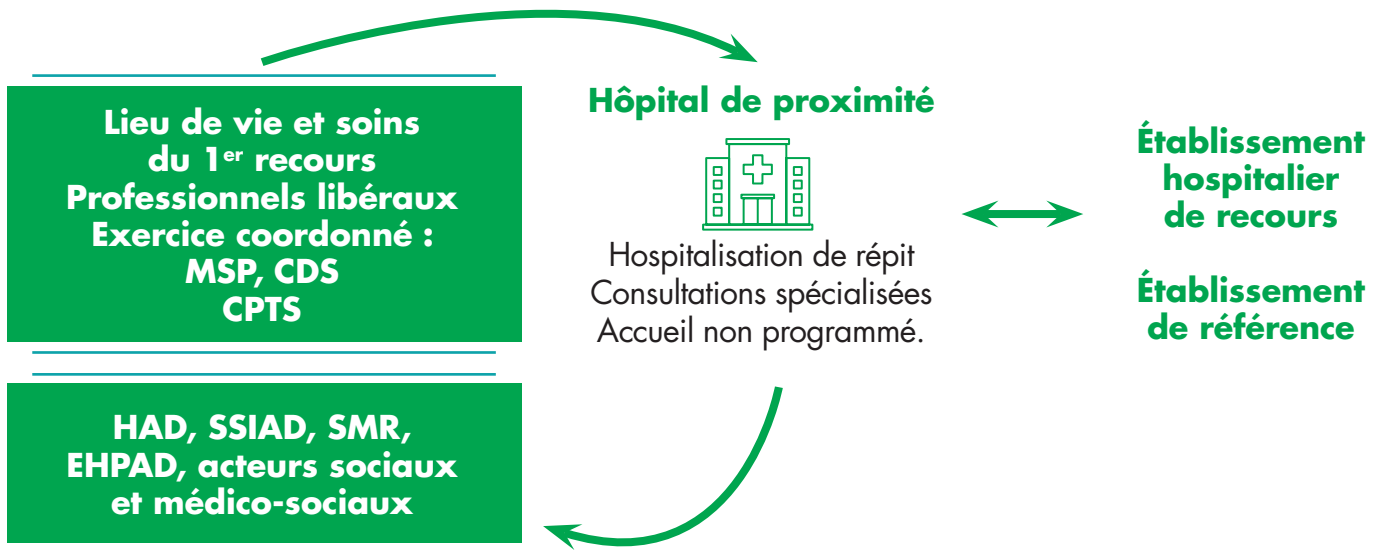 Lieu de vie et soins
du 1er recours
Professionnels libéraux
Exercice coordonné :
MSP, CDS
CPTS
HAD, SSIAD, SMR,
EHPAD, acteurs sociaux
et médico-sociaux
Hôpital de proximité
Hospitalisation de répit
Consultations spécialisées
Accueil non programmé.
Établissement
hospitalier
de recours
Établissement
de référence